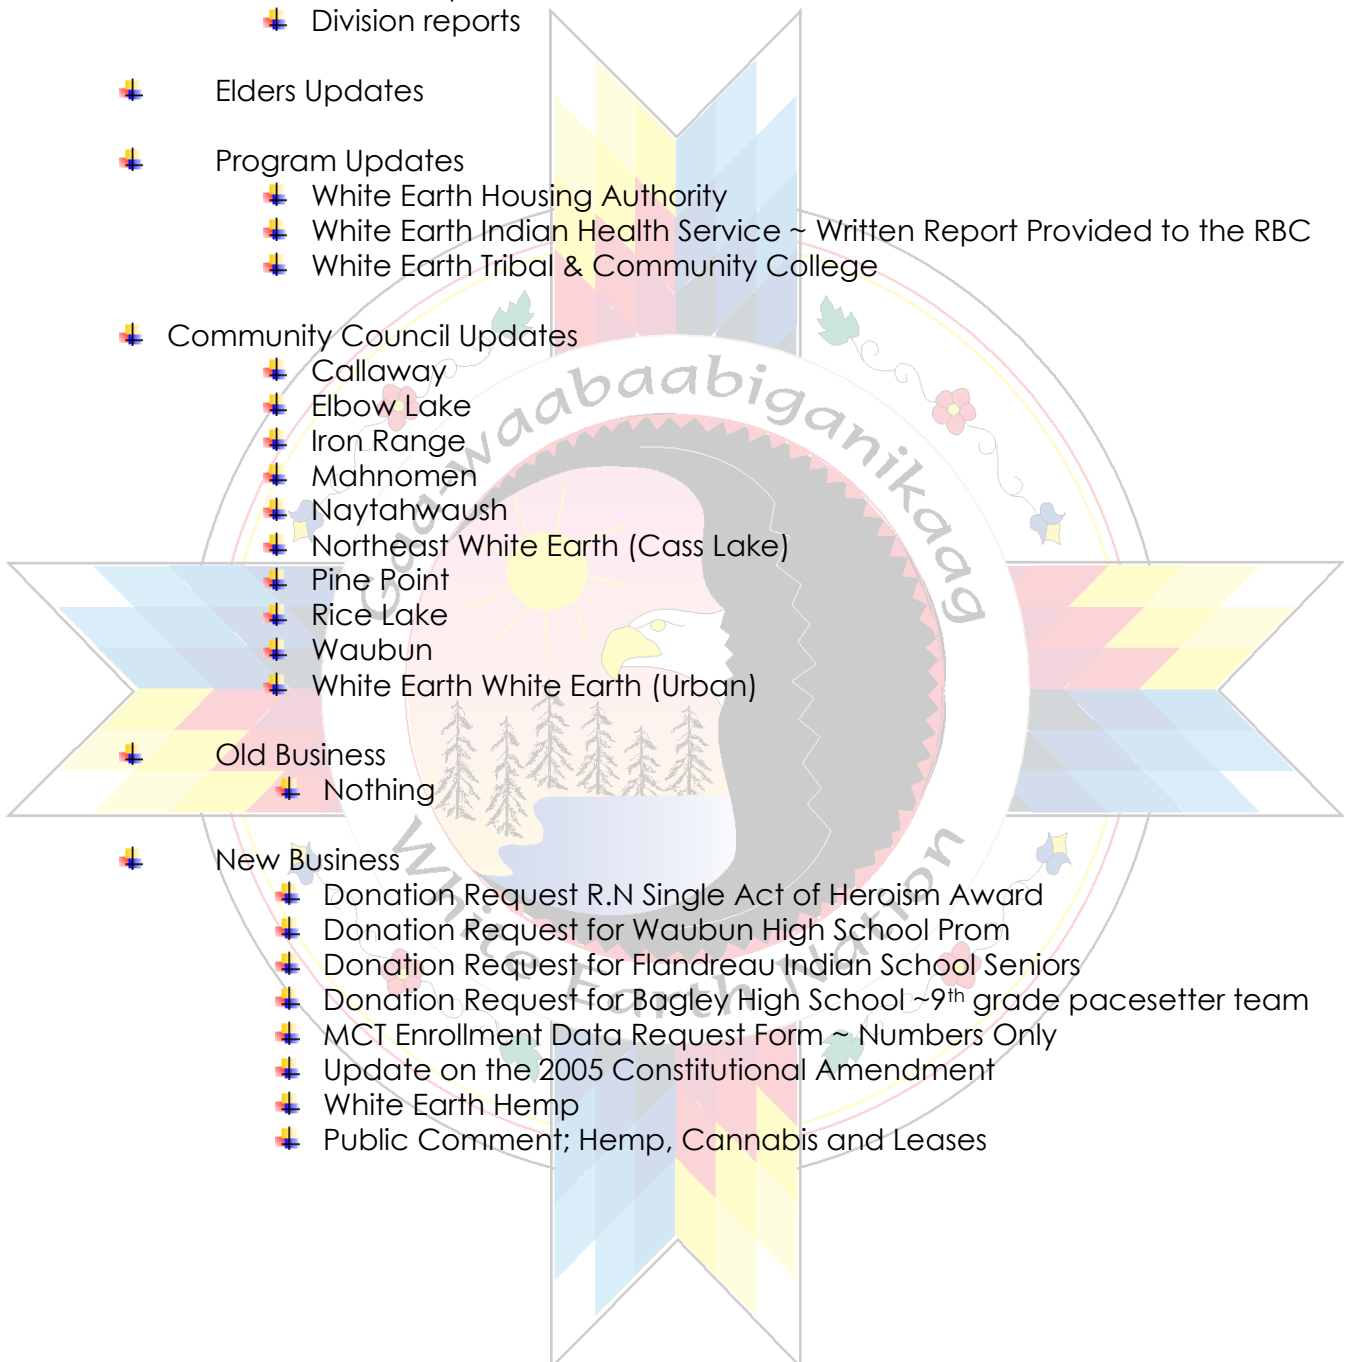 Division reports
Elders Updates
Program Updates
White Earth Housing Authority
White Earth Indian Health Service ~ Written Report Provided to the RBC
White Earth Tribal & Community College
Community Council Updates
Callaway
Elbow Lake
Iron Range
Mahnomen
Naytahwaush
Northeast White Earth (Cass Lake)
Pine Point
Rice Lake
Waubun
White Earth White Earth (Urban)
Old Business
Nothing
New Business
Donation Request R.N Single Act of Heroism Award
Donation Request for Waubun High School Prom
Donation Request for Flandreau Indian School Seniors
Donation Request for Bagley High School ~9th grade pacesetter team
MCT Enrollment Data Request Form ~ Numbers Only
Update on the 2005 Constitutional Amendment
White Earth Hemp
Public Comment; Hemp, Cannabis and Leases
Gaa-waabaabiganikaag
White Earth Nation